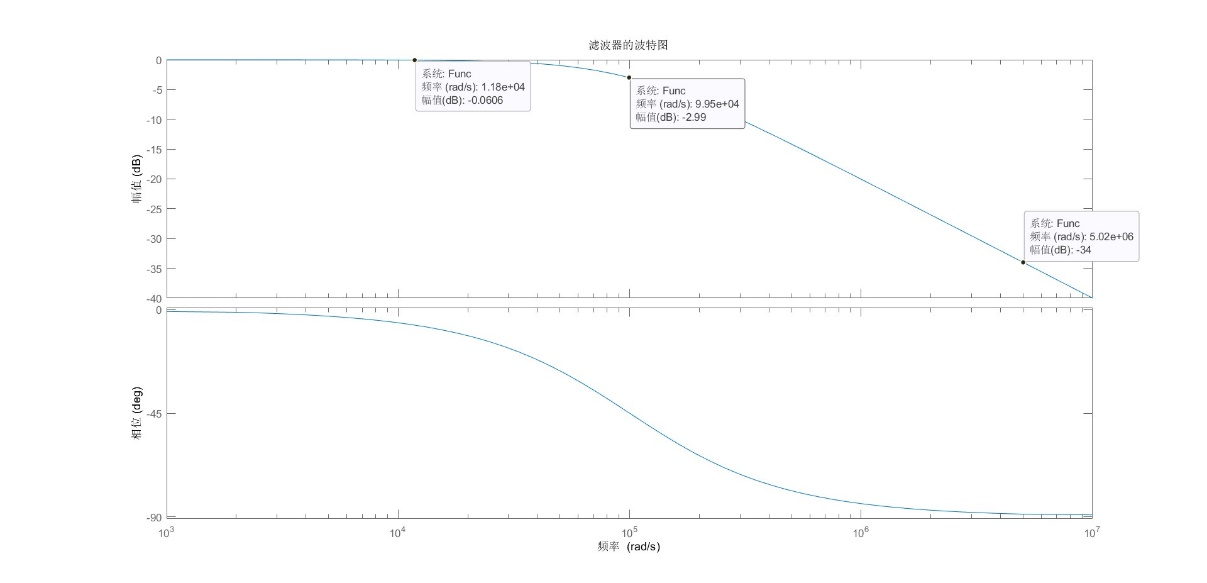 滤波器的波特图
幅值 (dB)
0
-5
-10
-15
-20
-25
-30
-35
-40
系统: Func
频率 (rad/s): 1.18e+04
幅值(dB): -0.0606
系统: Func
频率 (rad/s): 9.95e+04
幅值(dB): -2.99
系统: Func
频率 (rad/s): 5.02e+06
幅值(dB): -34
相位 (deg)
0
-45
-90
10³ 10⁴ 10⁵ 10⁶ 10⁷
频率 (rad/s)